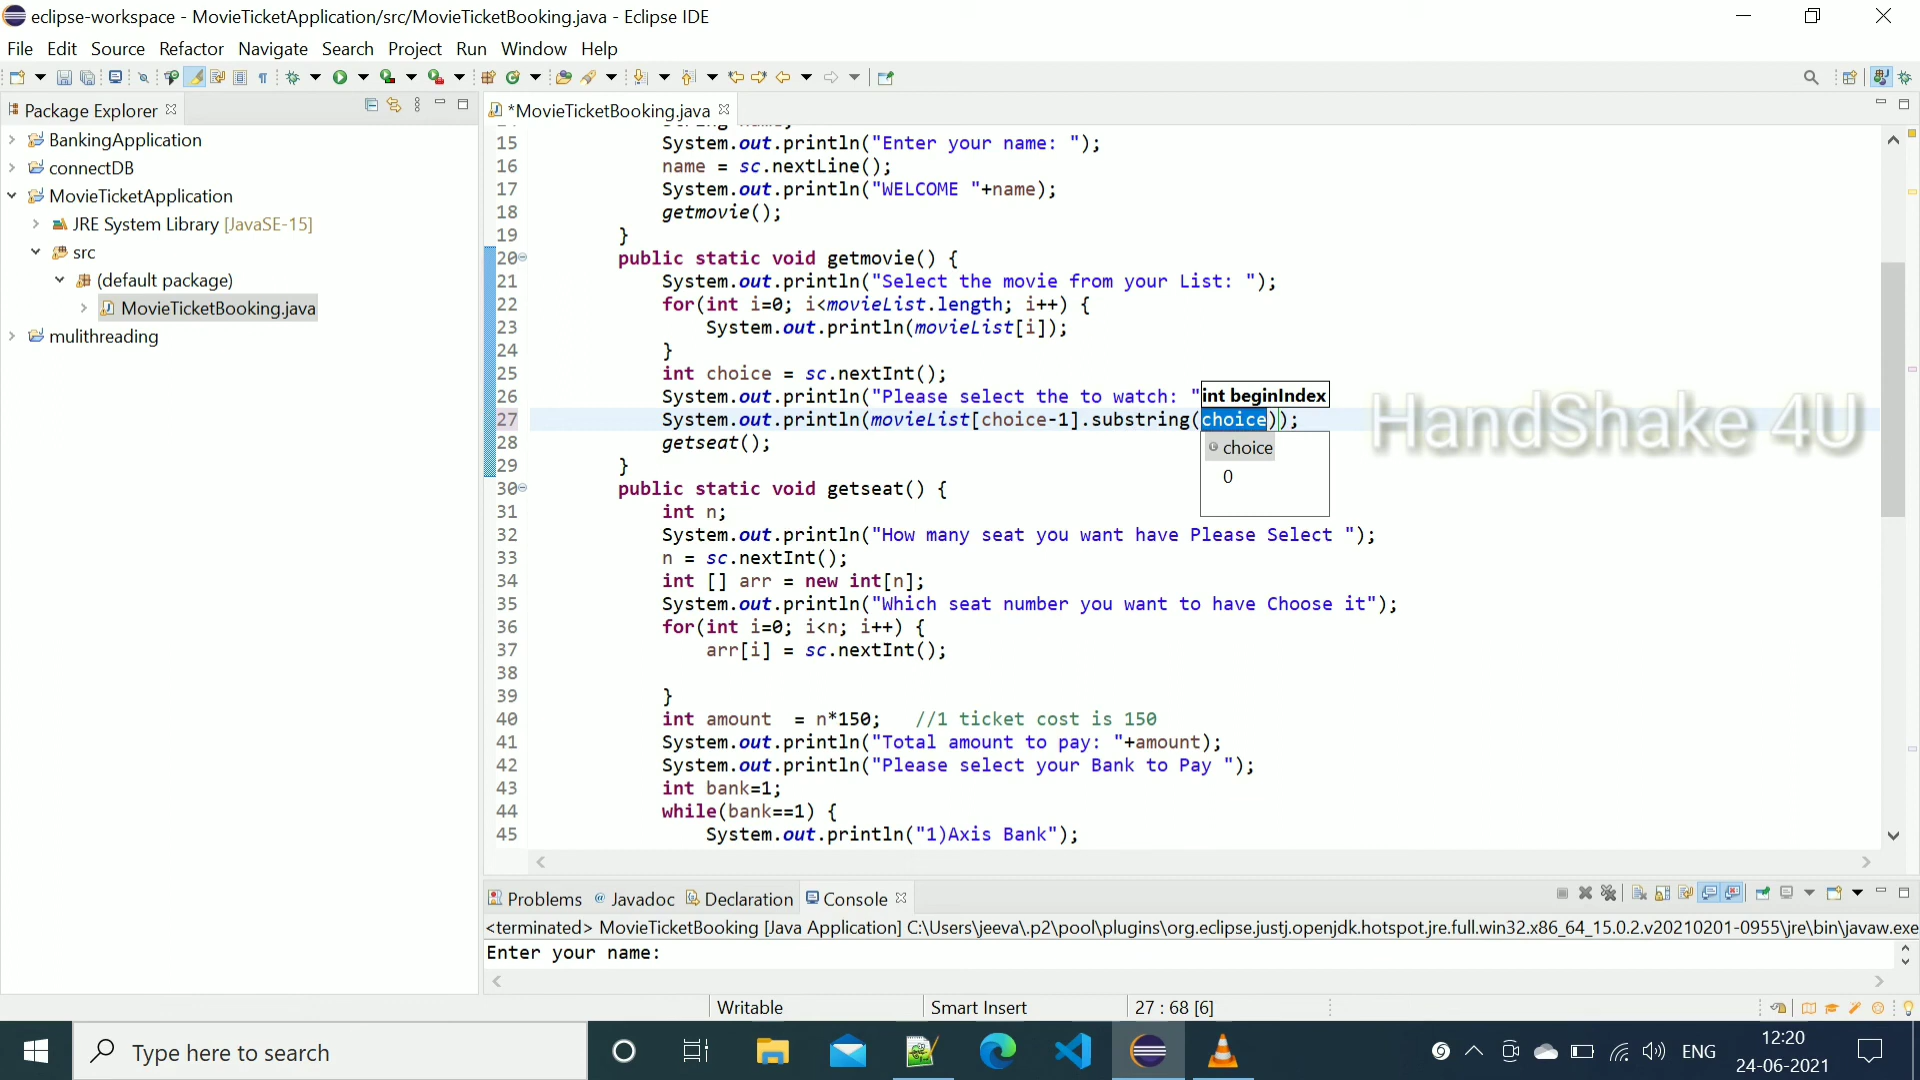 eclipse-workspace - MovieTicketApplication/src/MovieTicketBooking.java - Eclipse IDE
File Edit Source Refactor Navigate Search Project Run Window Help
Package Explorer
BankingApplication
connectDB
MovieTicketApplication
JRE System Library [JavaSE-15]
src
(default package)
MovieTicketBooking.java
mulithreading
*MovieTicketBooking.java
15 System.out.println("Enter your name: ");
16 name = sc.nextLine();
17 System.out.println("WELCOME "+name);
18 getmovie();
19 }
20 public static void getmovie() {
21 System.out.println("Select the movie from your List: ");
22 for(int i=0; i<movieList.length; i++) {
23 System.out.println(movieList[i]);
24 }
25 int choice = sc.nextInt();
26 System.out.println("Please select the to watch: "
int beginIndex
27 System.out.println(movieList[choice-1].substring(choice));
choice
0
28 getseat();
29 }
30 public static void getseat() {
31 int n;
32 System.out.println("How many seat you want have Please Select ");
33 n = sc.nextInt();
34 int [] arr = new int[n];
35 System.out.println("Which seat number you want to have Choose it");
36 for(int i=0; i<n; i++) {
37 arr[i] = sc.nextInt();
38
39 }
40 int amount  = n*150;   //1 ticket cost is 150
41 System.out.println("Total amount to pay: "+amount);
42 System.out.println("Please select your Bank to Pay ");
43 int bank=1;
44 while(bank==1) {
45 System.out.println("1)Axis Bank");
HandShake 4U
Problems Javadoc Declaration Console
<terminated> MovieTicketBooking [Java Application] C:\Users\jeeva\.p2\pool\plugins\org.eclipse.justj.openjdk.hotspot.jre.full.win32.x86_64_15.0.2.v20210201-0955\jre\bin\javaw.exe
Enter your name:
Writable Smart Insert 27 : 68 [6]
Type here to search
ENG
12:20
24-06-2021